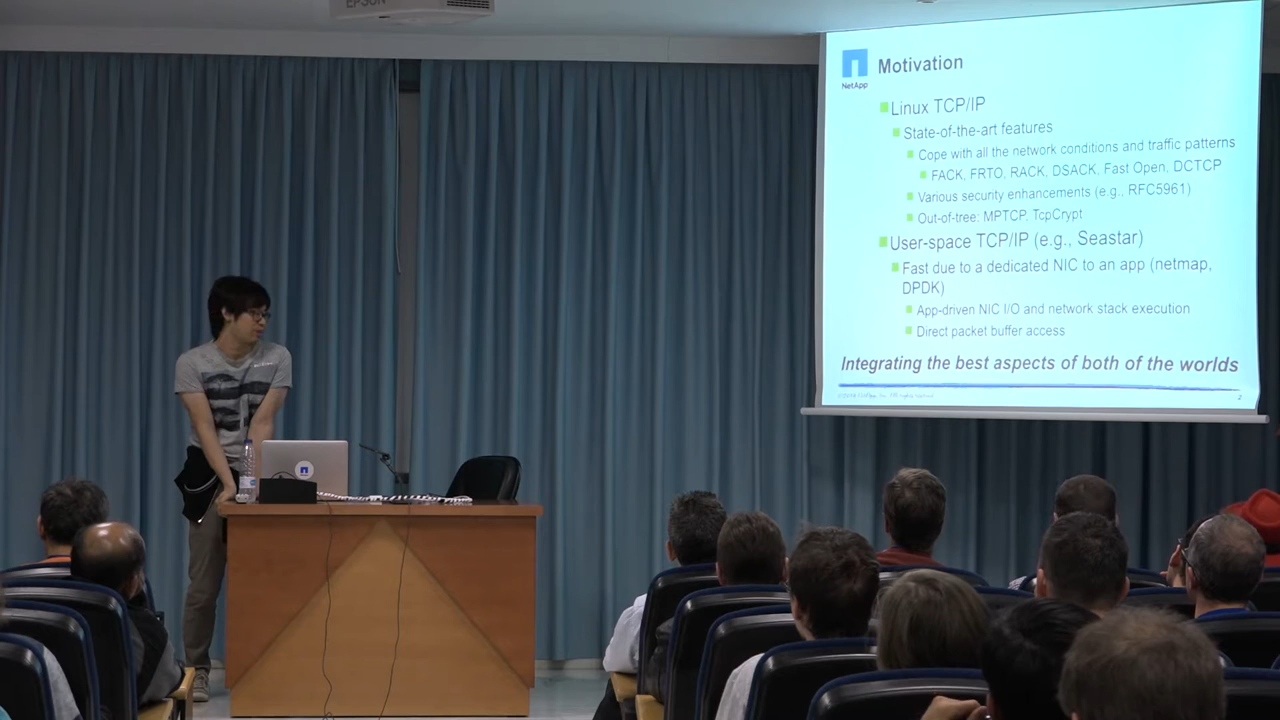 EPSON
NetApp
Motivation
Linux TCP/IP
State-of-the-art features
Cope with all the network conditions and traffic patterns
FACK, FRTO, RACK, DSACK, Fast Open, DCTCP
Various security enhancements (e.g., RFC5961)
Out-of-tree: MPTCP, TcpCrypt
User-space TCP/IP (e.g., Seastar)
Fast due to a dedicated NIC to an app (netmap,
DPDK)
App-driven NIC I/O and network stack execution
Direct packet buffer access
Integrating the best aspects of both of the worlds
2